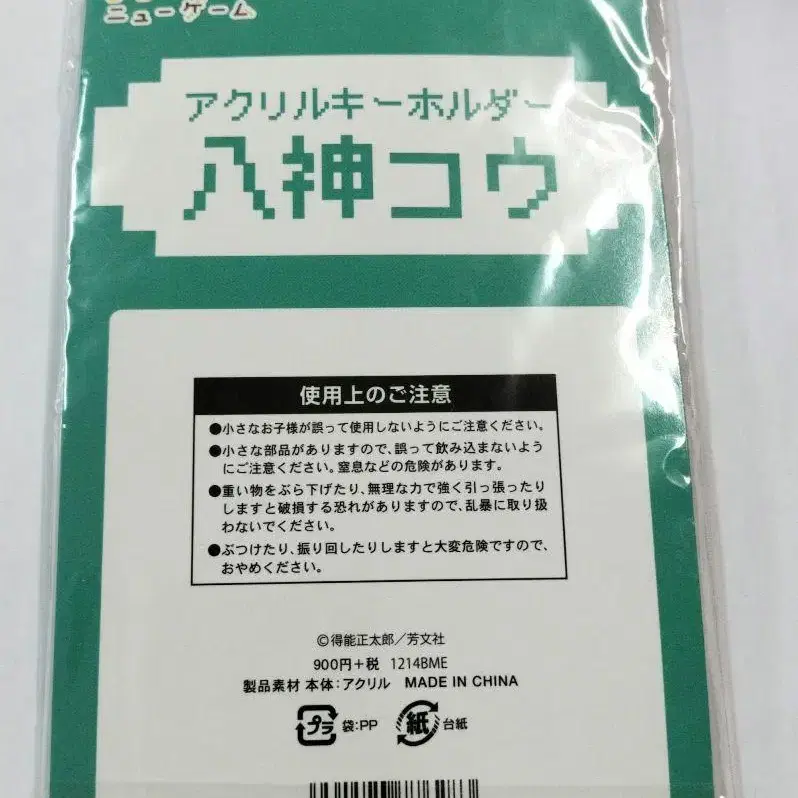 ニューゲーム
アクリルキーホルダー
八神コウ
使用上のご注意
●小さなお子様が誤って使用しないようにご注意ください。
●小さな部品がありますので、誤って飲み込まないよう
にご注意ください。窒息などの危険があります。
●重い物をぶら下げたり、無理な力で強く引っ張ったり
しますと破損する恐れがありますので、乱暴に取り扱
わないでください。
●ぶつけたり、振り回したりしますと大変危険ですので、
おやめください。
©得能正太郎／芳文社
900円+税 1214BME
製品素材 本体:アクリル MADE IN CHINA
プラ 袋:PP 紙 台紙